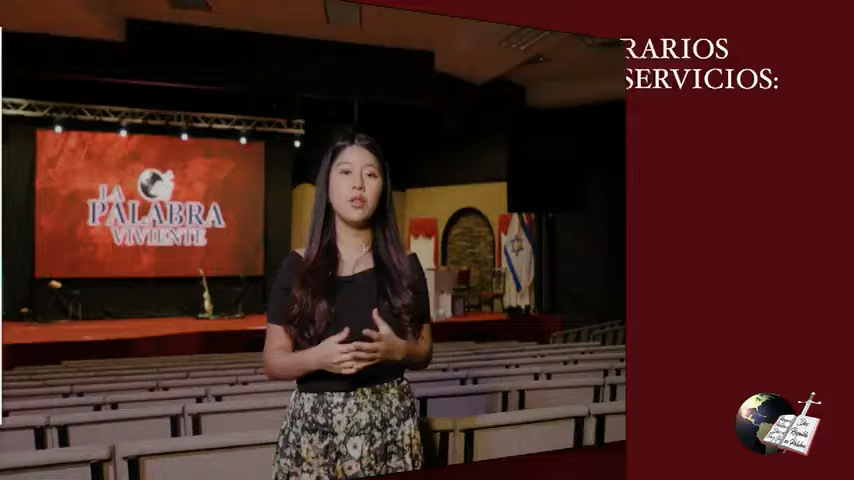 RARIOS
SERVICIOS:
LA
PALABRA
VIVIENTE